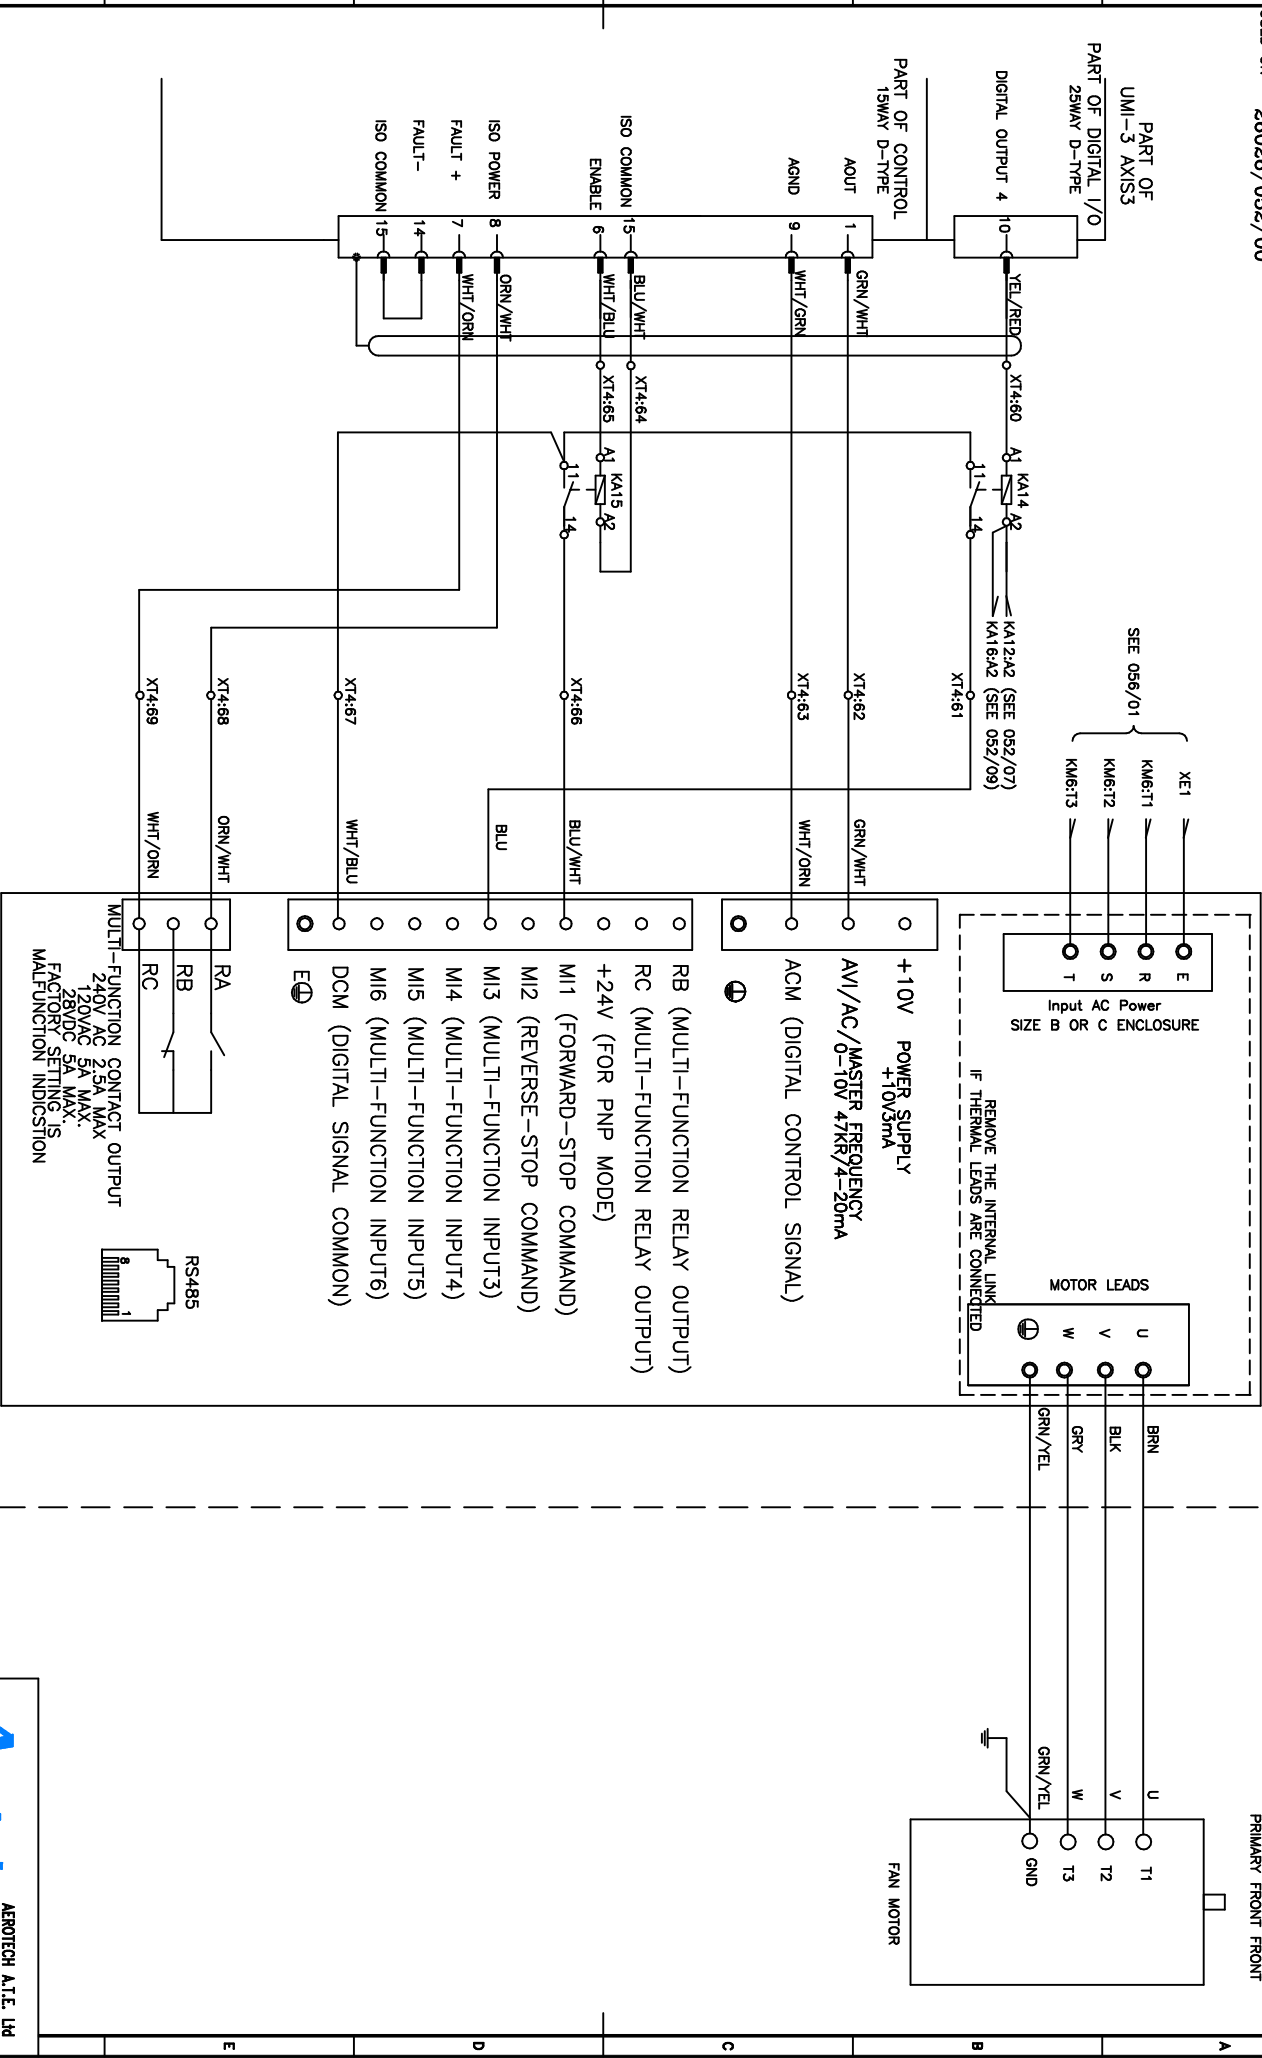 28028/052/00
PART OF
UMI-3 AXIS3
PART OF DIGITAL I/O
25WAY D-TYPE
DIGITAL OUTPUT 4
10
YEL/RED
XT4:60
A1
KA14
A2
11
14
KA12:A2 (SEE 052/07)
KA16:A2 (SEE 052/09)
XT4:61
PART OF CONTROL
15WAY D-TYPE
AOUT
1
GRN/WHT
XT4:62
GRN/WHT
AGND
9
WHT/GRN
XT4:63
WHT/ORN
ISO COMMON
15
BLU/WHT
XT4:64
ENABLE
6
WHT/BLU
XT4:65
A1
KA15
A2
11
14
XT4:66
BLU/WHT
BLU
ISO POWER
8
ORN/WHT
FAULT +
7
WHT/ORN
FAULT-
14
ISO COMMON
15
XT4:67
WHT/BLU
XT4:68
ORN/WHT
XT4:69
WHT/ORN
SEE 056/01
XE1
KM6:T1
KM6:T2
KM6:T3
E
R
S
T
Input AC Power
SIZE B OR C ENCLOSURE
REMOVE THE INTERNAL LINK
IF THERMAL LEADS ARE CONNECTED
MOTOR LEADS
U
V
W
+10V POWER SUPPLY
+10V3mA
AVI/AC/MASTER FREQUENCY
0-10V 47KR/4-20mA
ACM (DIGITAL CONTROL SIGNAL)
RB (MULTI-FUNCTION RELAY OUTPUT)
RC (MULTI-FUNCTION RELAY OUTPUT)
+24V (FOR PNP MODE)
MI1 (FORWARD-STOP COMMAND)
MI2 (REVERSE-STOP COMMAND)
MI3 (MULTI-FUNCTION INPUT3)
MI4 (MULTI-FUNCTION INPUT4)
MI5 (MULTI-FUNCTION INPUT5)
MI6 (MULTI-FUNCTION INPUT6)
DCM (DIGITAL SIGNAL COMMON)
E
RA
RB
RC
MULTI-FUNCTION CONTACT OUTPUT
240V AC 2.5A MAX
120VAC 5A MAX.
28VDC 5A MAX.
FACTORY SETTING IS
MALFUNCTION INDICSTION
RS485
8
1
BRN
BLK
GRY
GRN/YEL
U
V
W
GRN/YEL
T1
T2
T3
GND
FAN MOTOR
PRIMARY FRONT FRONT
AEROTECH A.T.E. Ltd
A
B
C
D
E